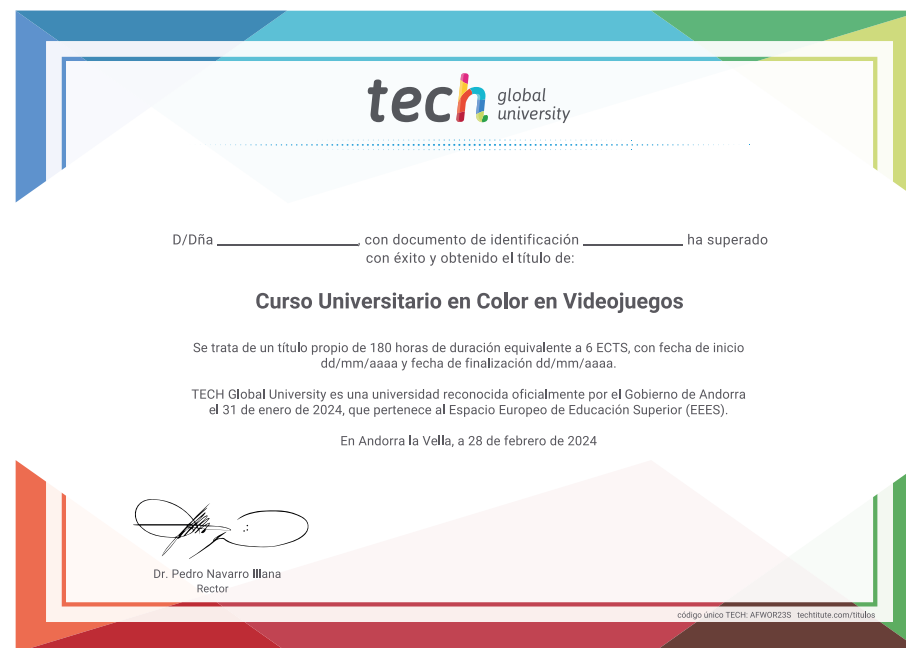 tech global university
D/Dña ____________________, con documento de identificación ______________ ha superado
con éxito y obtenido el título de:
Curso Universitario en Color en Videojuegos
Se trata de un título propio de 180 horas de duración equivalente a 6 ECTS, con fecha de inicio
dd/mm/aaaa y fecha de finalización dd/mm/aaaa.
TECH Global University es una universidad reconocida oficialmente por el Gobierno de Andorra
el 31 de enero de 2024, que pertenece al Espacio Europeo de Educación Superior (EEES).
En Andorra la Vella, a 28 de febrero de 2024
Dr. Pedro Navarro Illana
Rector
código único TECH: AFWOR23S techtitute.com/titulos